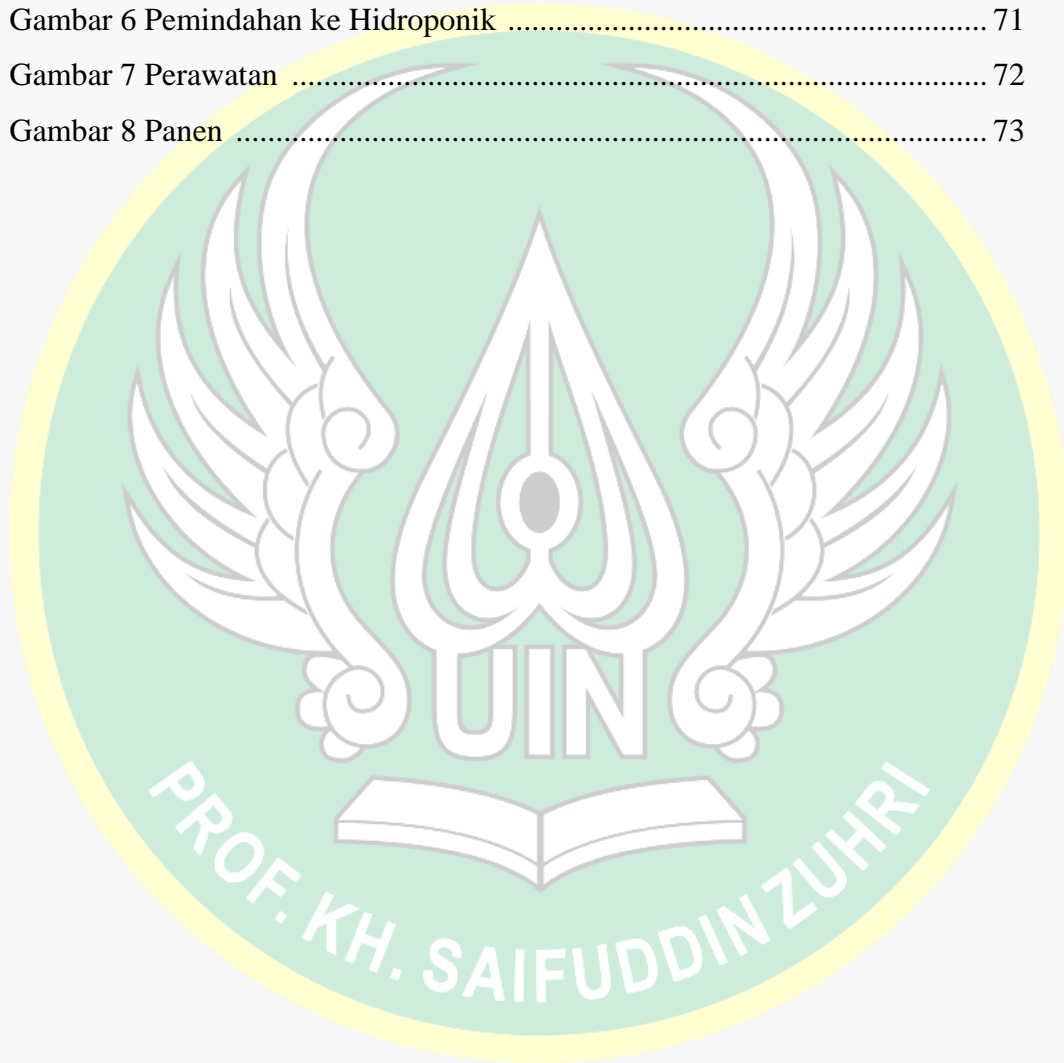 Gambar 6 Pemindahan ke Hidroponik ............................................................. 71
Gambar 7 Perawatan ........................................................................................ 72
Gambar 8 Panen ............................................................................................... 73
UIN
PROF. KH. SAIFUDDIN ZUHRI